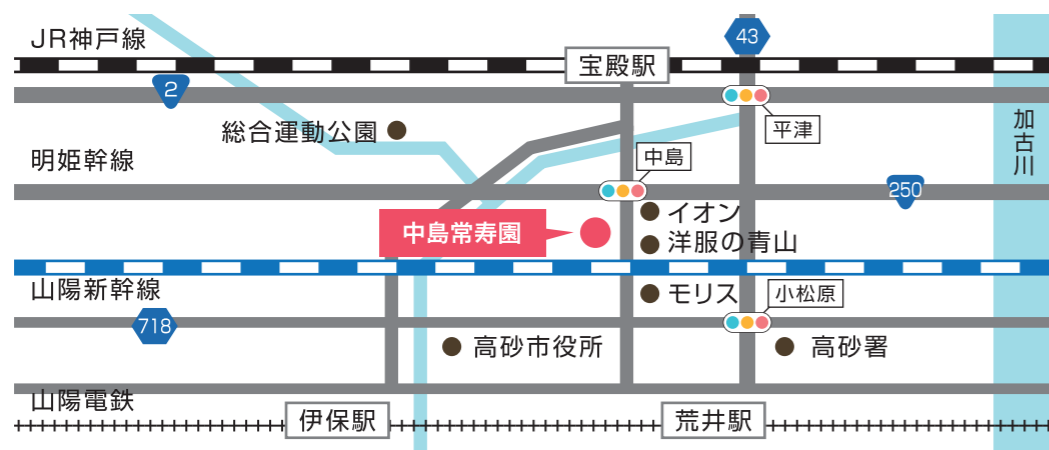 JR神戸線
43
宝殿駅
2
総合運動公園
平津
加古川
明姫幹線
中島
250
イオン
中島常寿園
洋服の青山
山陽新幹線
モリス
小松原
718
高砂市役所
高砂署
山陽電鉄
伊保駅
荒井駅